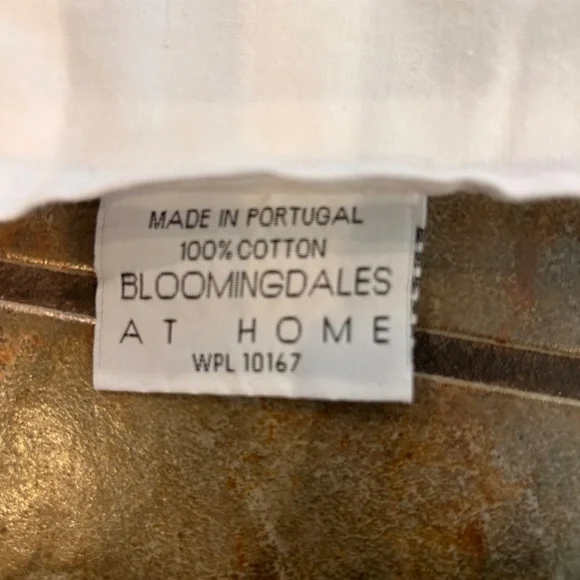 MADE IN PORTUGAL
100% COTTON
BLOOMINGDALES
AT HOME
WPL 10167